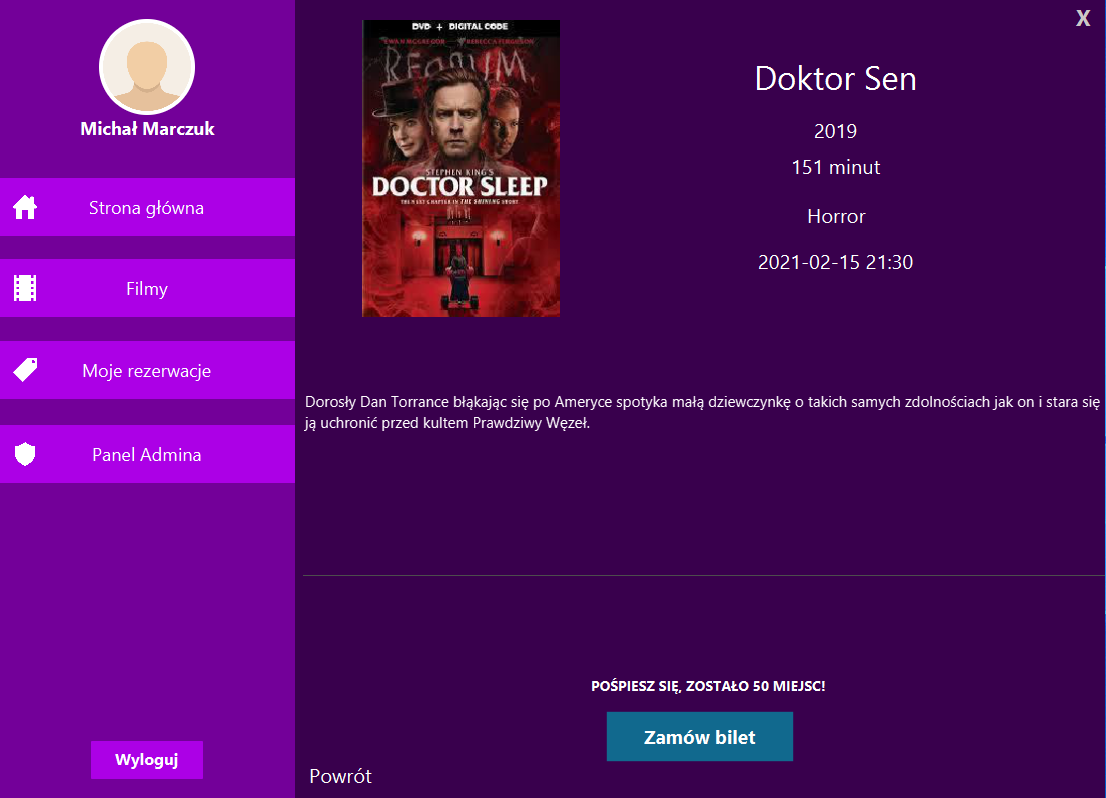 Michał Marczuk
Strona główna
Filmy
Moje rezerwacje
Panel Admina
Wyloguj
X
DVD + DIGITAL CODE
EWAN MCGREGOR REBECCA FERGUSON
REDRUM
STEPHEN KING'S
DOCTOR SLEEP
THE NEXT CHAPTER IN THE SHINING STORY
Doktor Sen
2019
151 minut
Horror
2021-02-15 21:30
Dorosły Dan Torrance błąkając się po Ameryce spotyka małą dziewczynkę o takich samych zdolnościach jak on i stara się
ją uchronić przed kultem Prawdziwy Węzeł.
POŚPIESZ SIĘ, ZOSTAŁO 50 MIEJSC!
Zamów bilet
Powrót